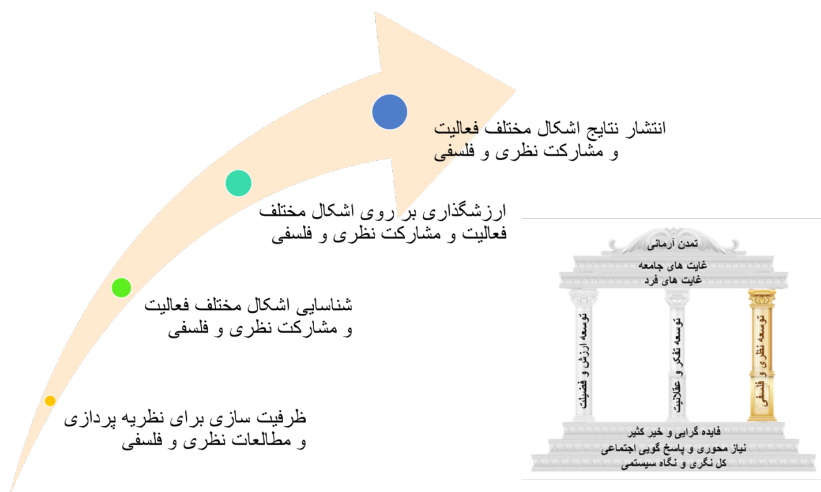 انتشار نتایج اشکال مختلف فعالیت
و مشارکت نظری و فلسفی
ارزشگذاری بر روی اشکال مختلف
فعالیت و مشارکت نظری و فلسفی
شناسایی اشکال مختلف فعالیت
و مشارکت نظری و فلسفی
ظرفیت سازی برای نظریه پردازی
و مطالعات نظری و فلسفی
تمدن آرمانی
غایت های جامعه
غایت های فرد
توسعه نظری و فلسفی
توسعه تفکر و عقلانیت
توسعه ارزش و فضیلت
فایده گرایی و خیر کثیر
نیاز محوری و پاسخ گویی اجتماعی
کل نگری و نگاه سیستمی